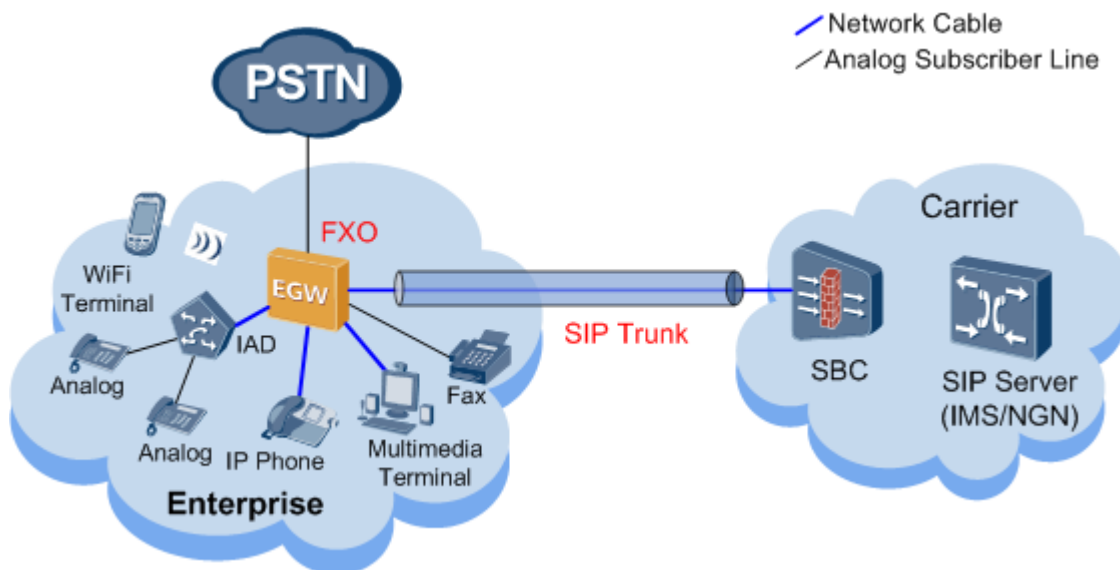 Network Cable
Analog Subscriber Line
PSTN
FXO
WiFi
Terminal
EGW
IAD
Analog
Analog
IP Phone
Multimedia
Terminal
Fax
Enterprise
SIP Trunk
Carrier
SBC
SIP Server
(IMS/NGN)